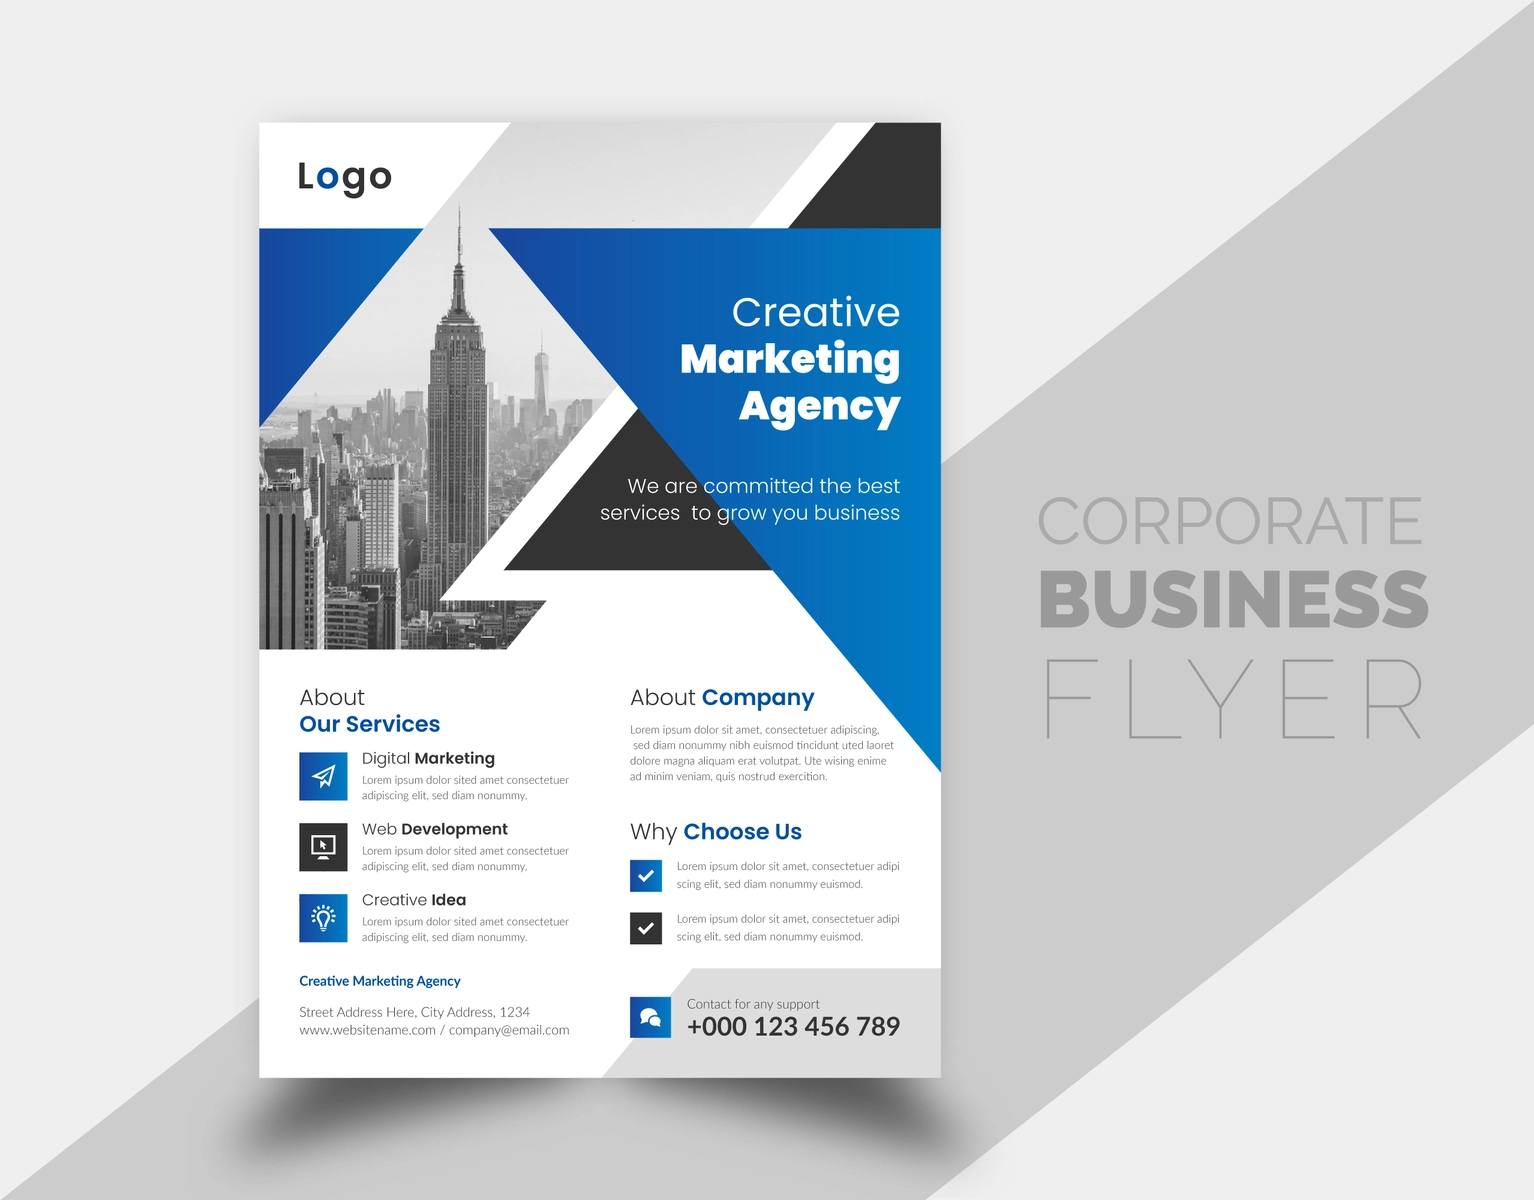 Logo
Creative
Marketing
Agency
We are committed the best
services to grow you business
About
Our Services
Digital Marketing
Lorem ipsum dolor sited amet consectetuer
adipiscing elit, sed diam nonummy.
Web Development
Lorem ipsum dolor sited amet consectetuer
adipiscing elit, sed diam nonummy.
Creative Idea
Lorem ipsum dolor sited amet consectetuer
adipiscing elit, sed diam nonummy.
Creative Marketing Agency
Street Address Here, City Address, 1234
www.websitename.com / company@email.com
About Company
Lorem ipsum dolor sit amet, consectetuer adipiscing,
sed diam nonummy nibh euismod tincidunt uted laoret
dolore magna aliquam erat volutpat. Ute wising enime
ad minim veniam, quis nostrud exercition.
Why Choose Us
Lorem ipsum dolor sit amet, consectetuer adipi
scing elit, sed diam nonummy euismod.
Lorem ipsum dolor sit amet, consectetuer adipi
scing elit, sed diam nonummy euismod.
Contact for any support
+000 123 456 789
CORPORATE
BUSINESS
FLYER